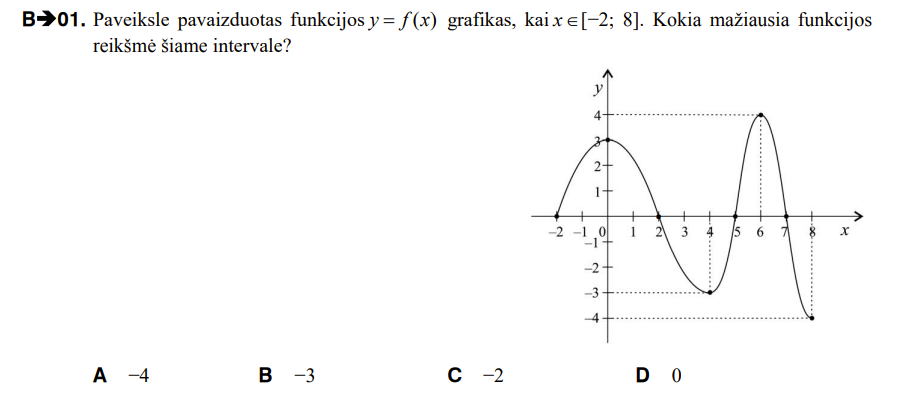 B➔01. Paveiksle pavaizduotas funkcijos y = f(x) grafikas, kai x ∈ [−2; 8]. Kokia mažiausia funkcijos
reikšmė šiame intervale?
y
4
3
2
1
−2 −1 0 1 2 3 4 5 6 7 8 x
−1
−2
−3
−4
A −4 B −3 C −2 D 0